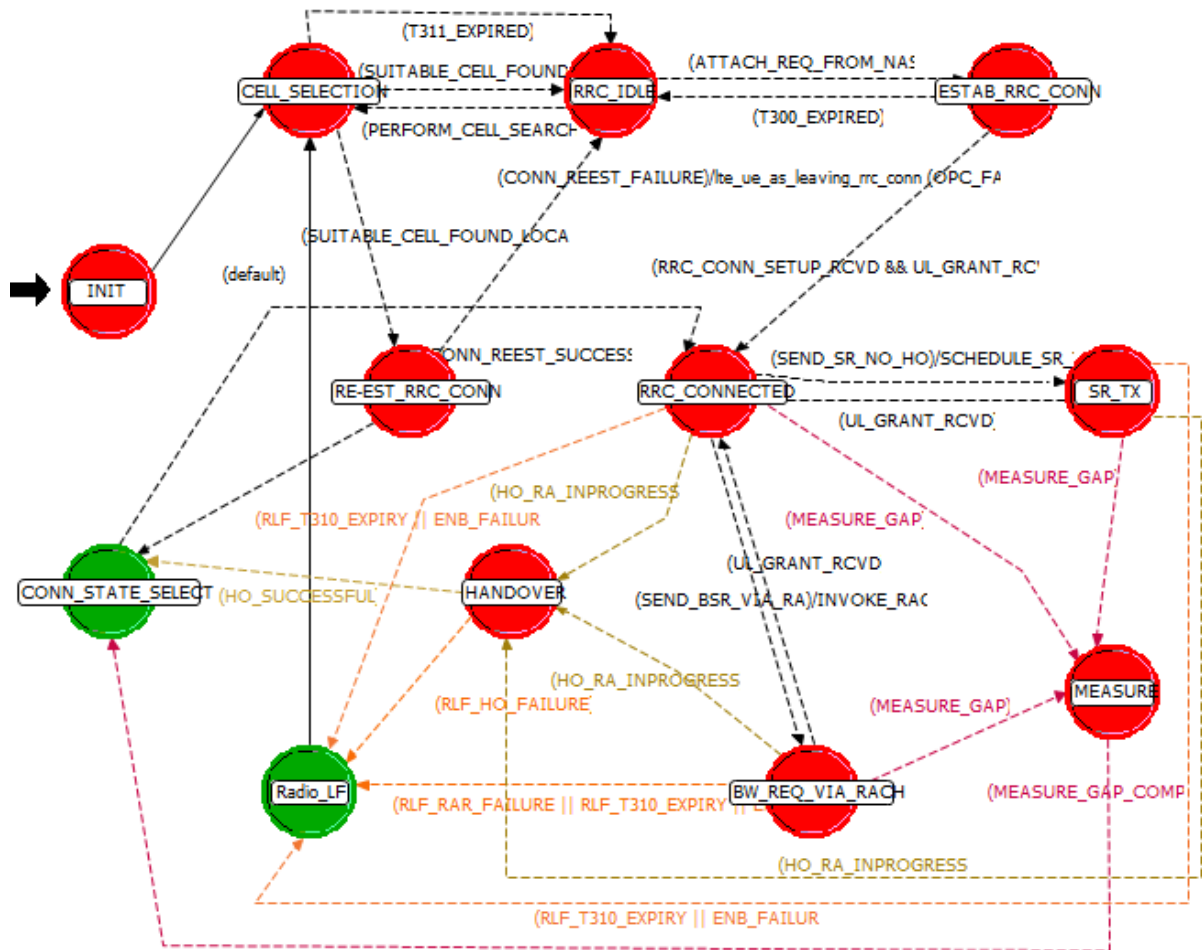 (T311_EXPIRED)
(SUITABLE_CELL_FOUND
(ATTACH_REQ_FROM_NAS
CELL_SELECTION
RRC_IDLE
ESTAB_RRC_CONN
(PERFORM_CELL_SEARCH
(T300_EXPIRED)
(CONN_REEST_FAILURE)/lte_ue_as_leaving_rrc_conn (OPC_FA
(SUITABLE_CELL_FOUND_LOCA
(default)
(RRC_CONN_SETUP_RCVD && UL_GRANT_RCV
INIT
CONN_REEST_SUCCESS
(SEND_SR_NO_HO)/SCHEDULE_SR_
RE-EST_RRC_CONN
RRC_CONNECTED
SR_TX
(UL_GRANT_RCVD)
(MEASURE_GAP)
(HO_RA_INPROGRESS
(RLF_T310_EXPIRY || ENB_FAILUR
(MEASURE_GAP)
(UL_GRANT_RCVD
CONN_STATE_SELECT
(HO_SUCCESSFUL)
HANDOVER
(SEND_BSR_VIA_RA)/INVOKE_RAC
(HO_RA_INPROGRESS
MEASURE
(RLF_HO_FAILURE)
(MEASURE_GAP)
Radio_LF
BW_REQ_VIA_RACH
(MEASURE_GAP_COMP
(RLF_RAR_FAILURE || RLF_T310_EXPIRY || E
(HO_RA_INPROGRESS
(RLF_T310_EXPIRY || ENB_FAILUR